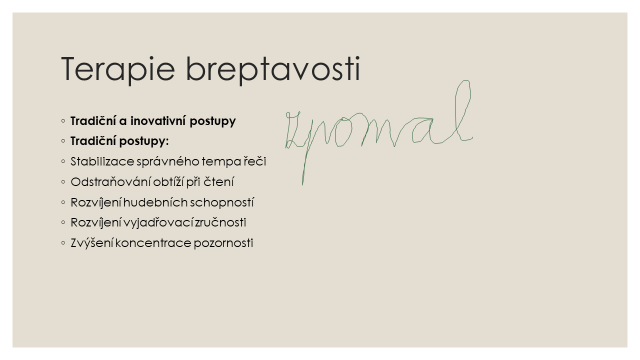 Terapie breptavosti
◦ Tradiční a inovativní postupy
◦ Tradiční postupy:
◦ Stabilizace správného tempa řeči
◦ Odstraňování obtíží při čtení
◦ Rozvíjení hudebních schopností
◦ Rozvíjení vyjadřovací zručnosti
◦ Zvýšení koncentrace pozornosti
zpomal